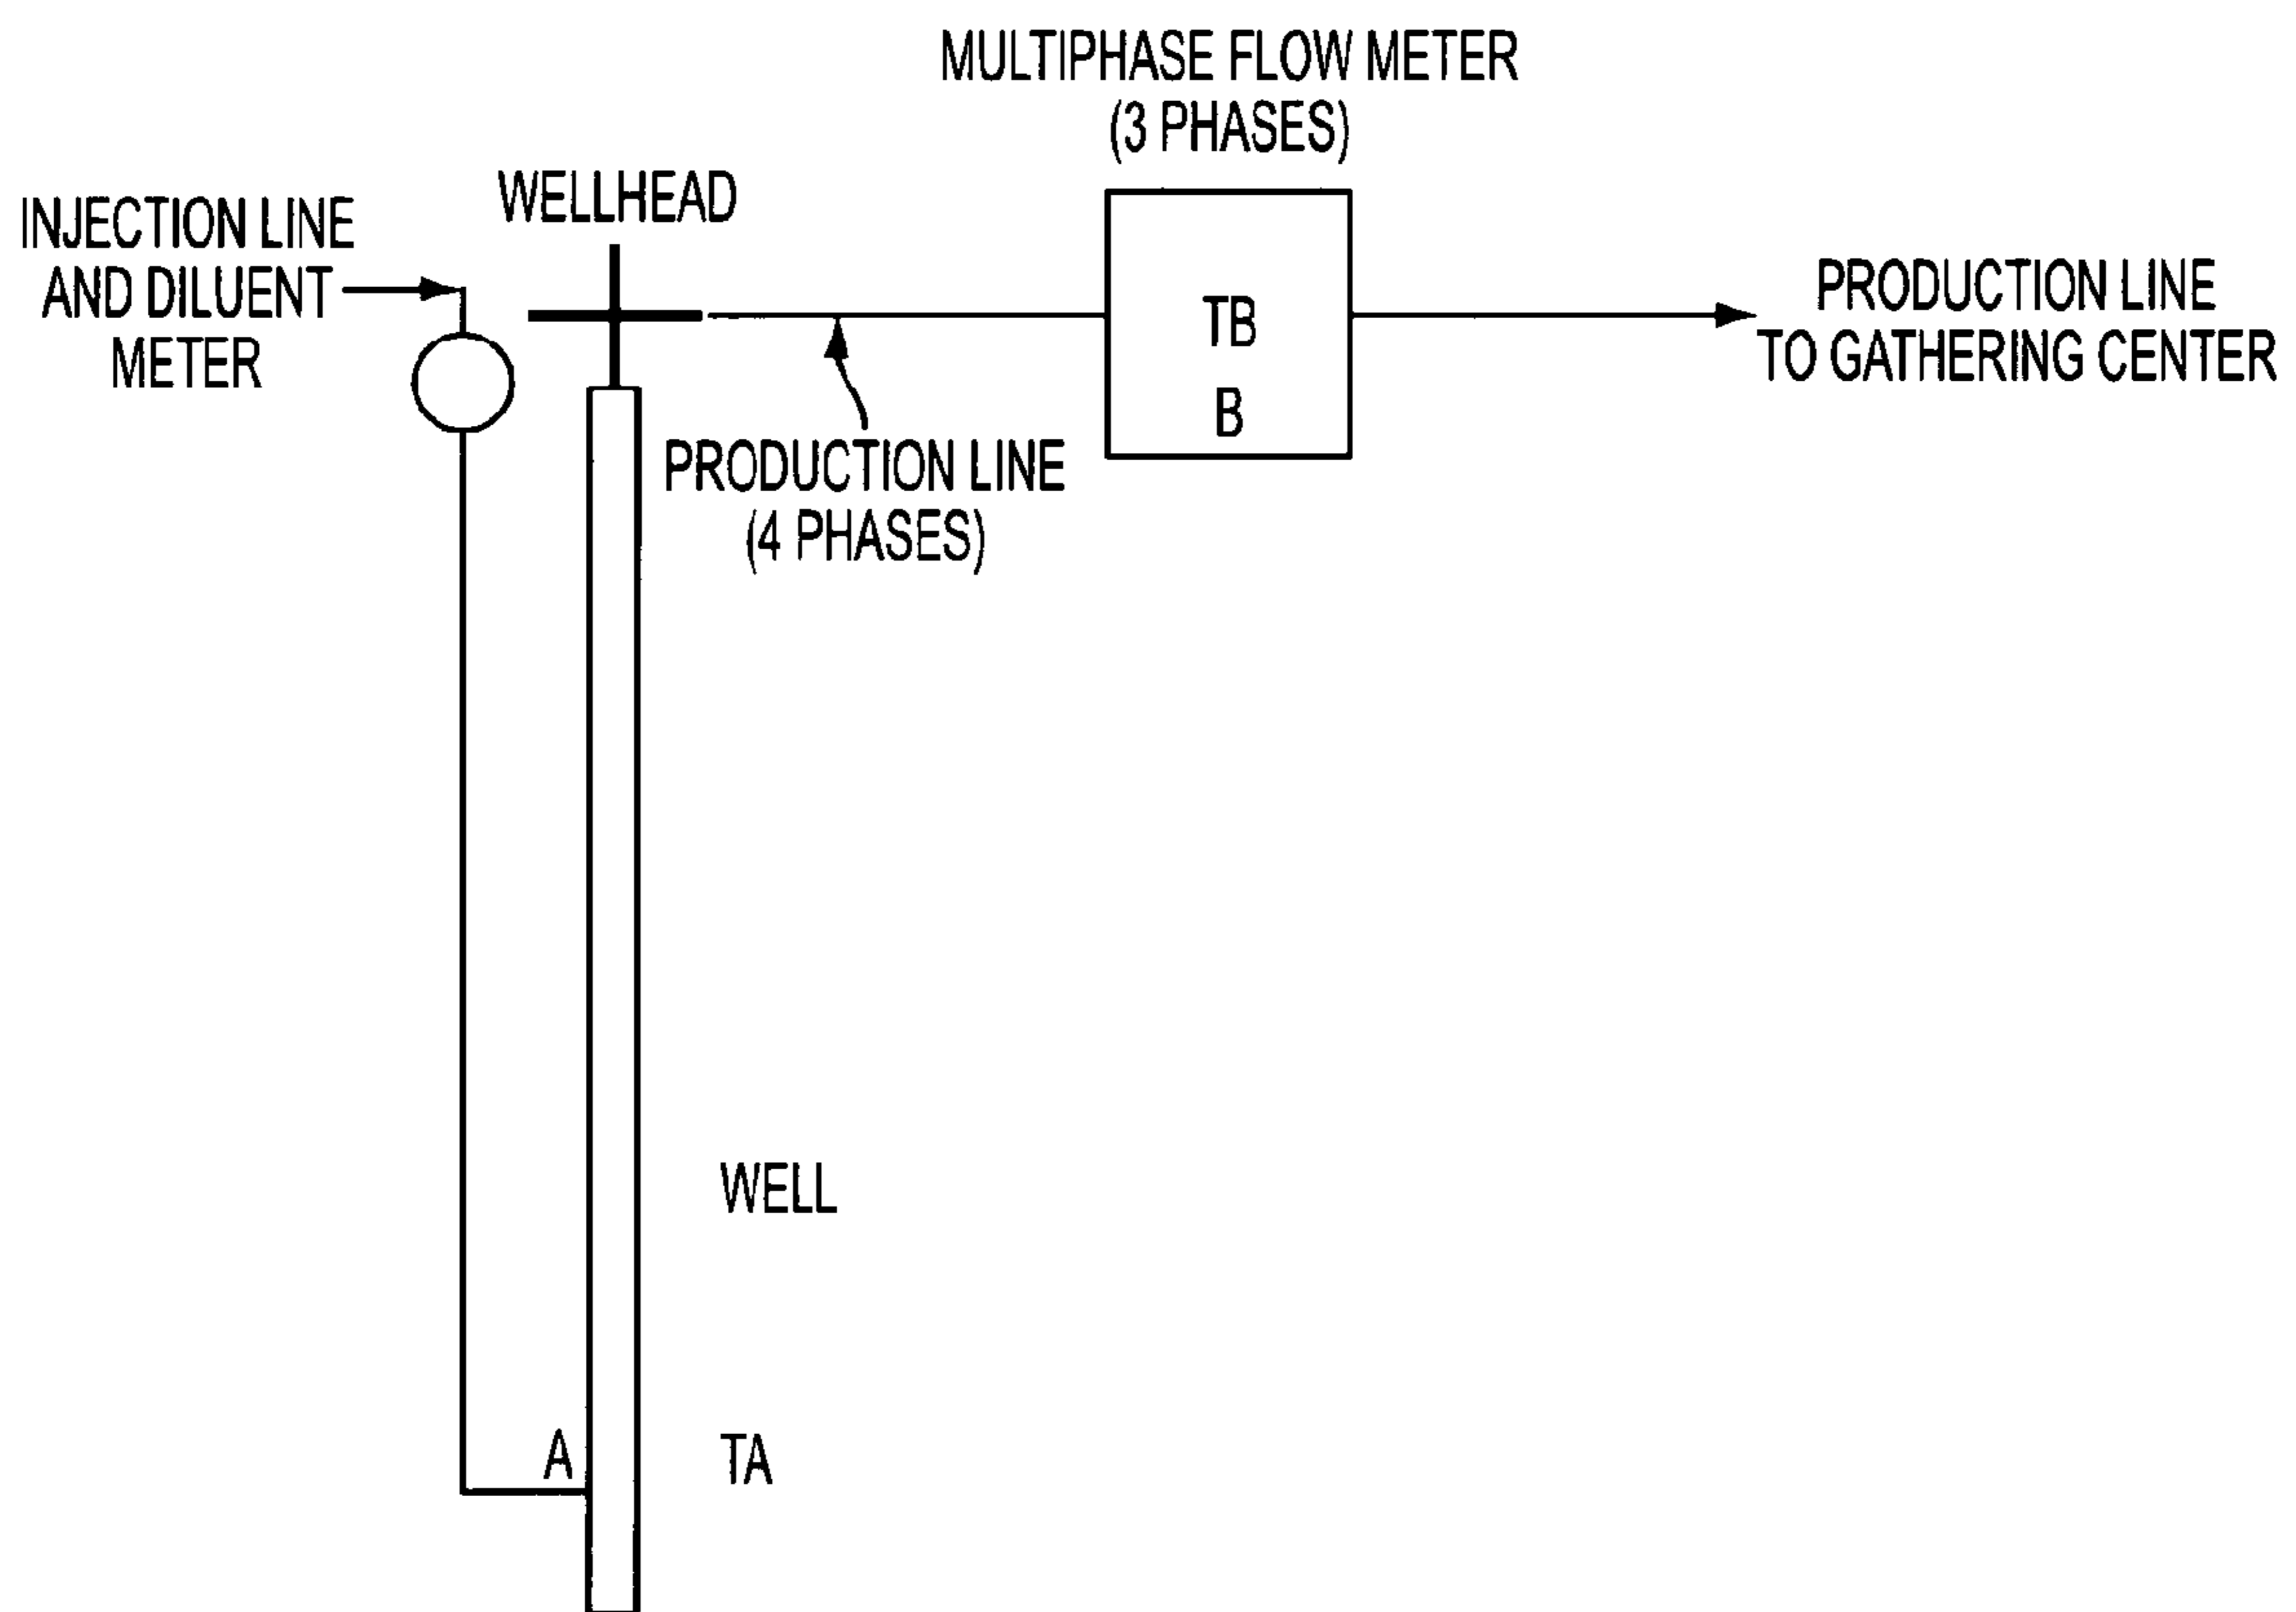 MULTIPHASE FLOW METER
(3 PHASES)
WELLHEAD
INJECTION LINE
AND DILUENT
METER
TB
B
PRODUCTION LINE
TO GATHERING CENTER
PRODUCTION LINE
(4 PHASES)
WELL
A
TA